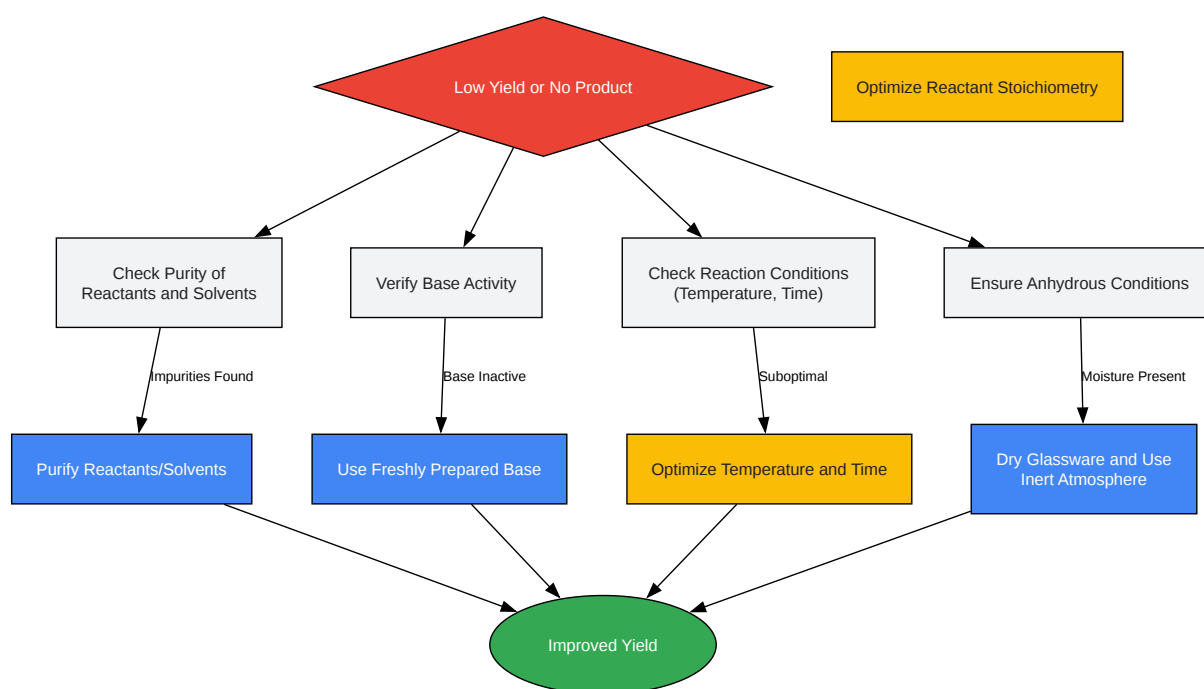 Low Yield or No Product
Optimize Reactant Stoichiometry
Check Purity of
Reactants and Solvents
Verify Base Activity
Check Reaction Conditions
(Temperature, Time)
Ensure Anhydrous Conditions
Impurities Found
Base Inactive
Suboptimal
Moisture Present
Purify Reactants/Solvents
Use Freshly Prepared Base
Optimize Temperature and Time
Dry Glassware and Use
Inert Atmosphere
Improved Yield